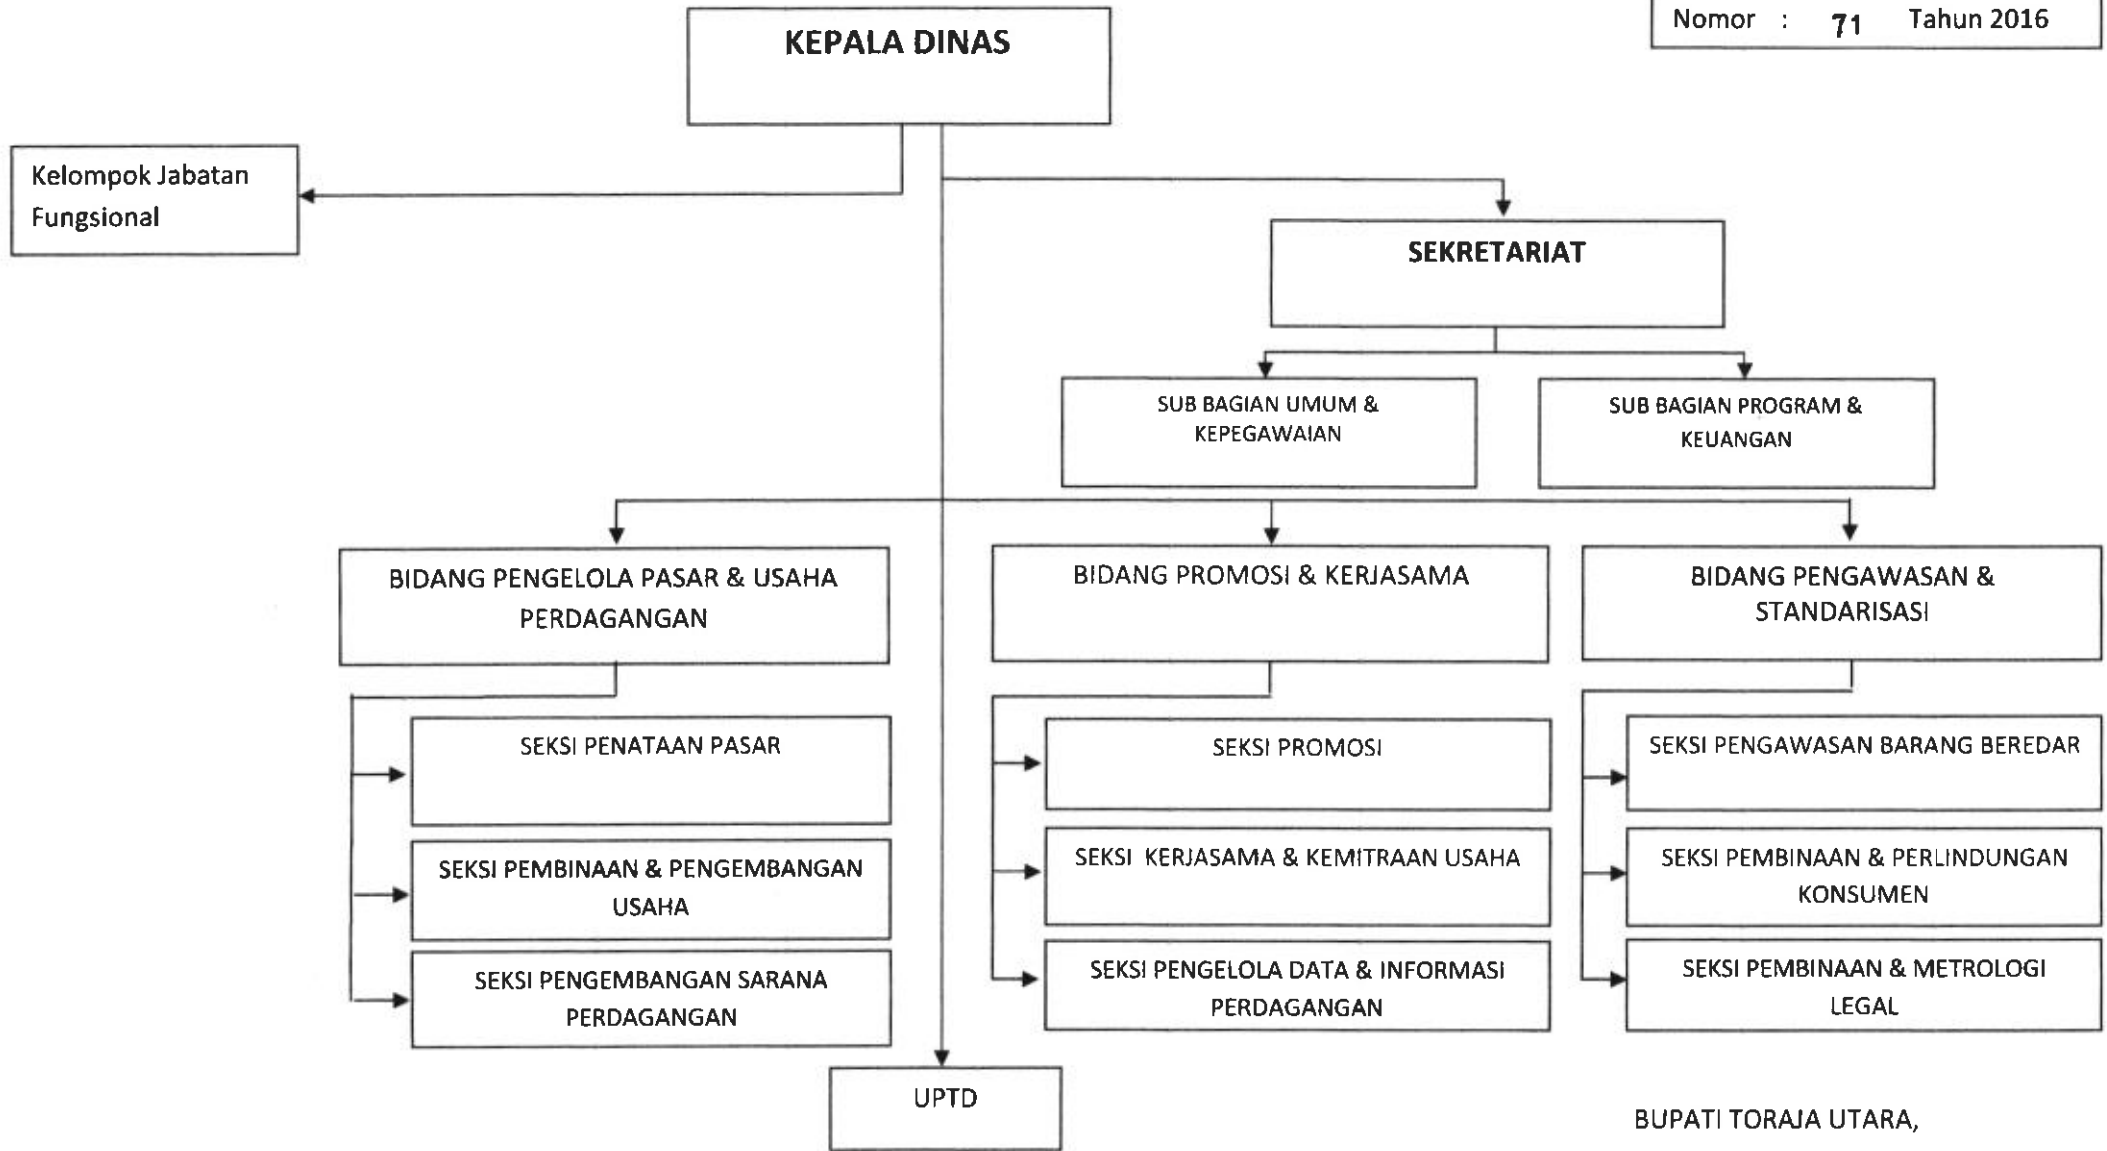 Nomor : 71 Tahun 2016
KEPALA DINAS
Kelompok Jabatan
Fungsional
SEKRETARIAT
SUB BAGIAN UMUM &
KEPEGAWAIAN
SUB BAGIAN PROGRAM &
KEUANGAN
BIDANG PENGELOLA PASAR & USAHA
PERDAGANGAN
BIDANG PROMOSI & KERJASAMA
BIDANG PENGAWASAN &
STANDARISASI
SEKSI PENATAAN PASAR
SEKSI PEMBINAAN & PENGEMBANGAN
USAHA
SEKSI PENGEMBANGAN SARANA
PERDAGANGAN
SEKSI PROMOSI
SEKSI KERJASAMA & KEMITRAAN USAHA
SEKSI PENGELOLA DATA & INFORMASI
PERDAGANGAN
SEKSI PENGAWASAN BARANG BEREDAR
SEKSI PEMBINAAN & PERLINDUNGAN
KONSUMEN
SEKSI PEMBINAAN & METROLOGI
LEGAL
UPTD
BUPATI TORAJA UTARA,